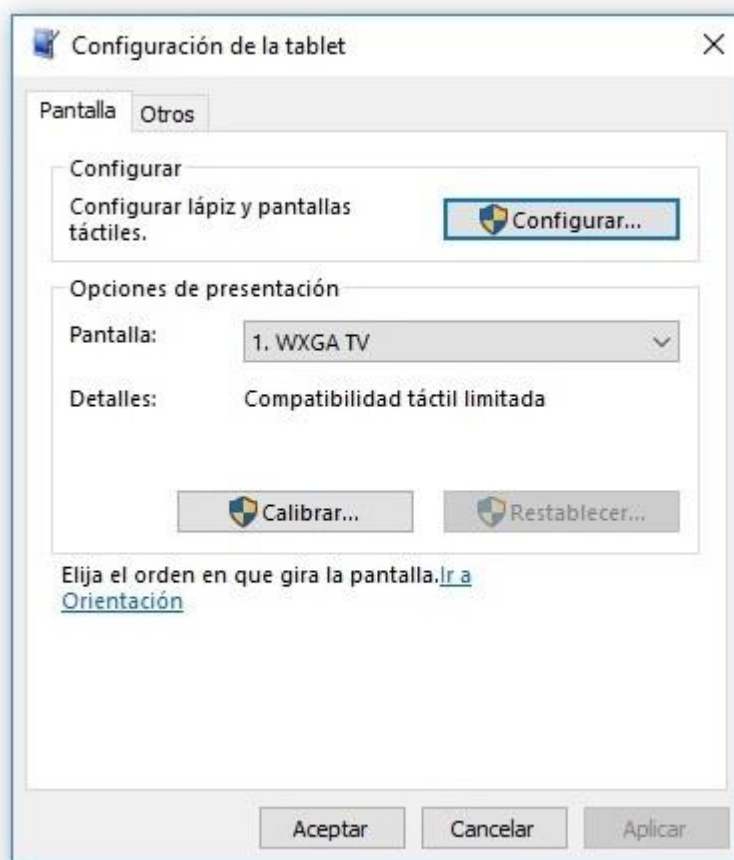 Configuración de la tablet
Pantalla
Otros
Configurar
Configurar lápiz y pantallas
táctiles.
Configurar...
Opciones de presentación
Pantalla:
1. WXGA TV
Detalles:
Compatibilidad táctil limitada
Calibrar...
Restablecer...
Elija el orden en que gira la pantalla.Ir a
Orientación
Aceptar
Cancelar
Aplicar